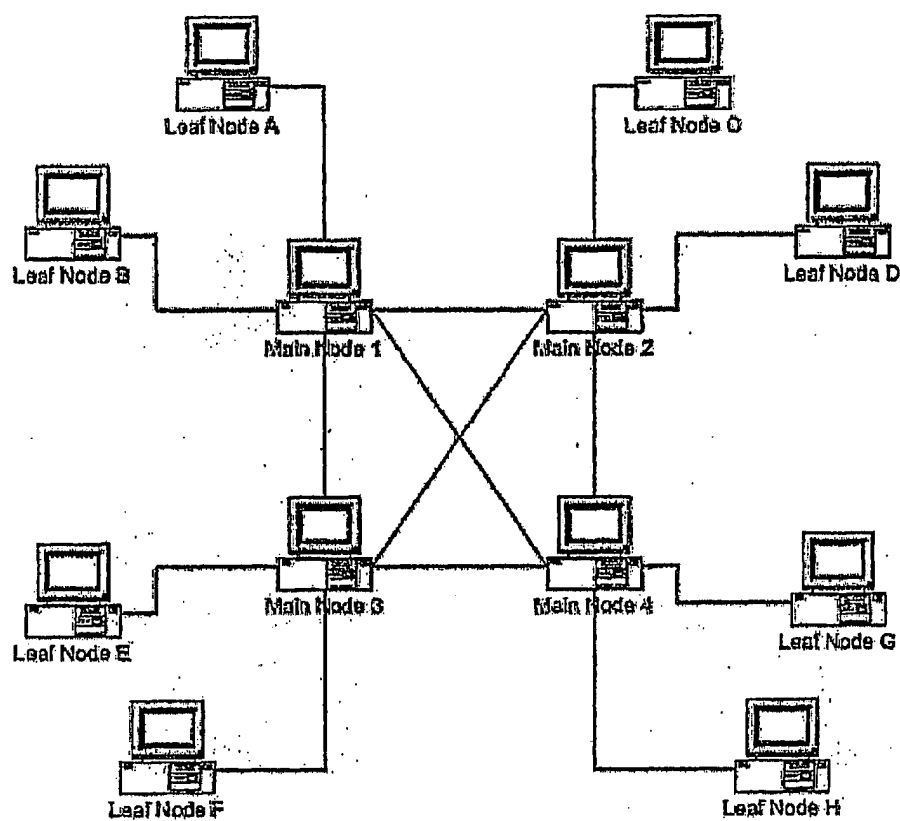 Leaf Node A
Leaf Node C
Leaf Node B
Leaf Node D
Main Node 1
Main Node 2
Main Node 3
Main Node 4
Leaf Node E
Leaf Node G
Leaf Node F
Leaf Node H